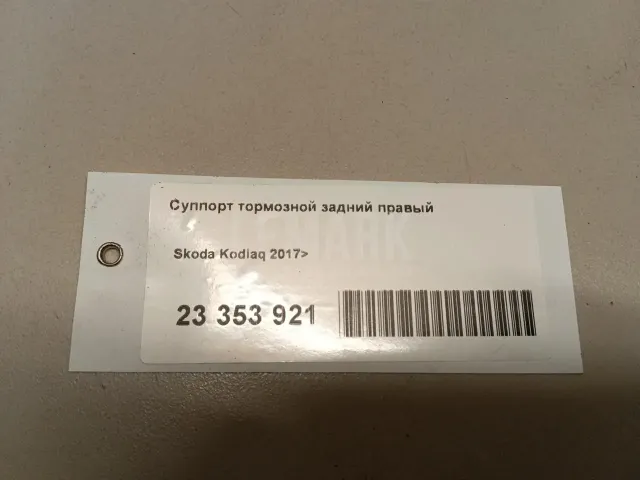 Суппорт тормозной задний правый
Skoda Kodiaq 2017>
23 353 921